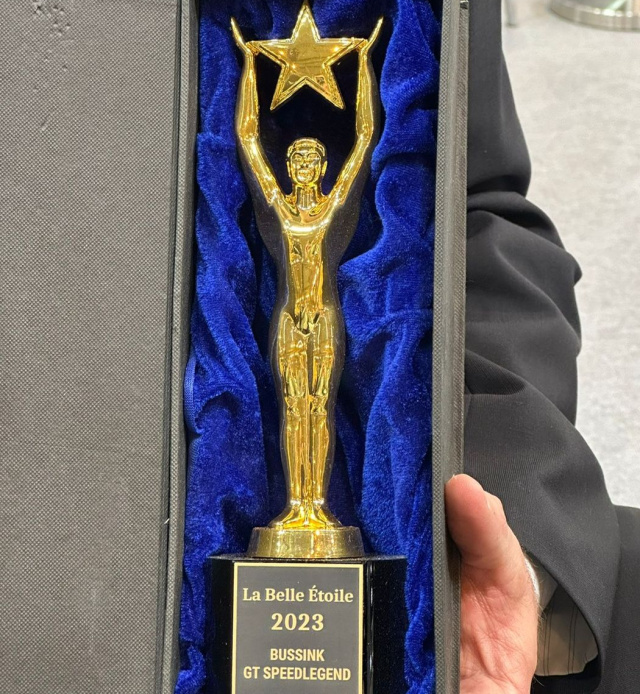 La Belle Étoile
2023
BUSSINK
GT SPEEDLEGEND